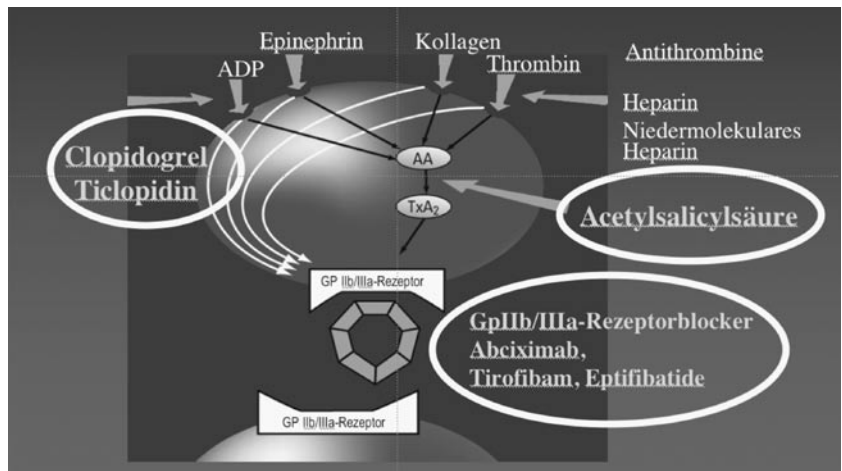 Epinephrin
Kollagen
ADP
Thrombin
Antithrombine
Heparin
Niedermolekulares
Heparin
Clopidogrel
Ticlopidin
AA
TxA₂
Acetylsalicylsäure
GP IIb/IIIa-Rezeptor
GpIIb/IIIa-Rezeptorblocker
Abciximab,
Tirofibam, Eptifibatide
GP IIb/IIIa-Rezeptor